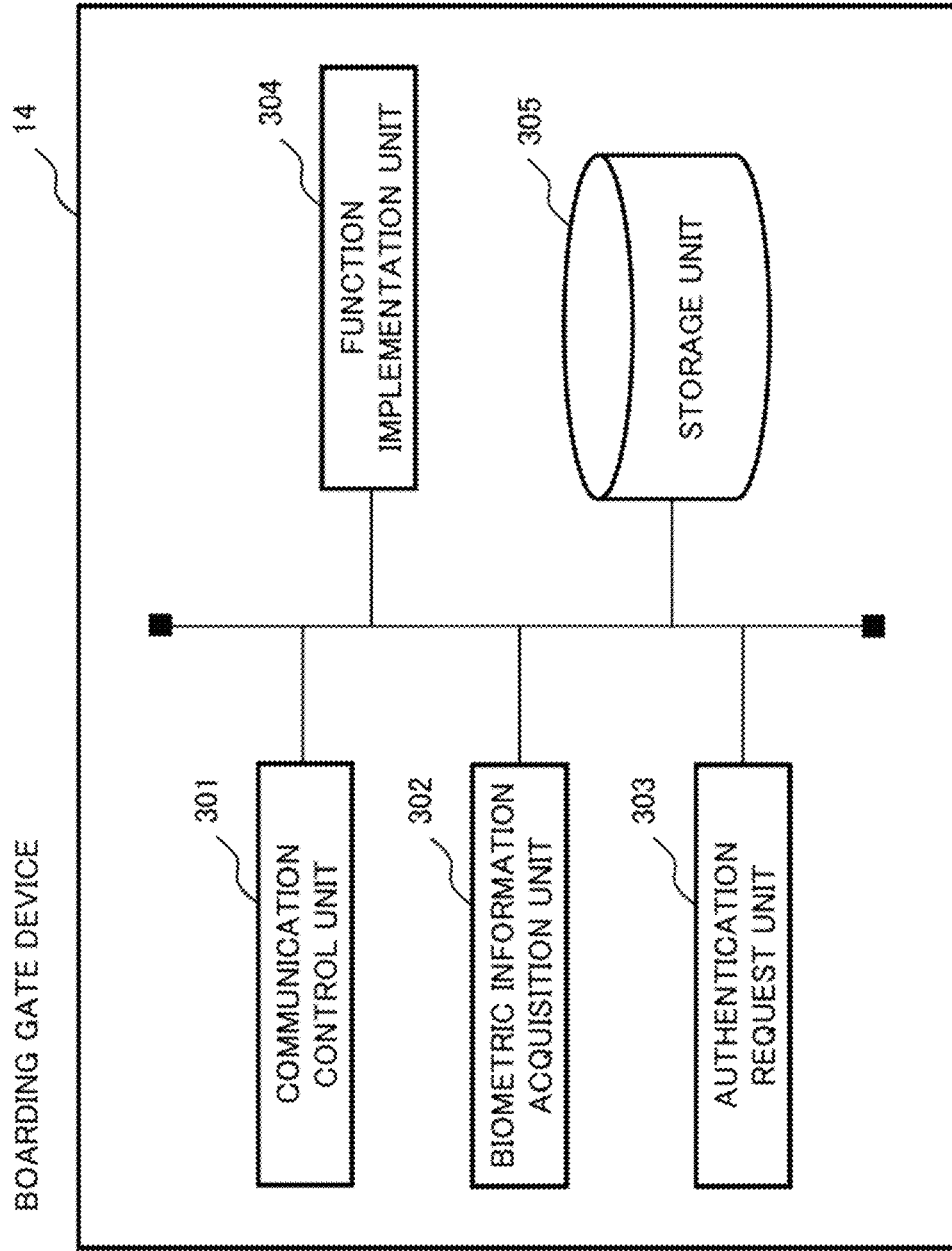 BOARDING GATE DEVICE
14
301
COMMUNICATION
CONTROL UNIT
302
BIOMETRIC INFORMATION
ACQUISITION UNIT
303
AUTHENTICATION
REQUEST UNIT
304
FUNCTION
IMPLEMENTATION UNIT
305
STORAGE UNIT